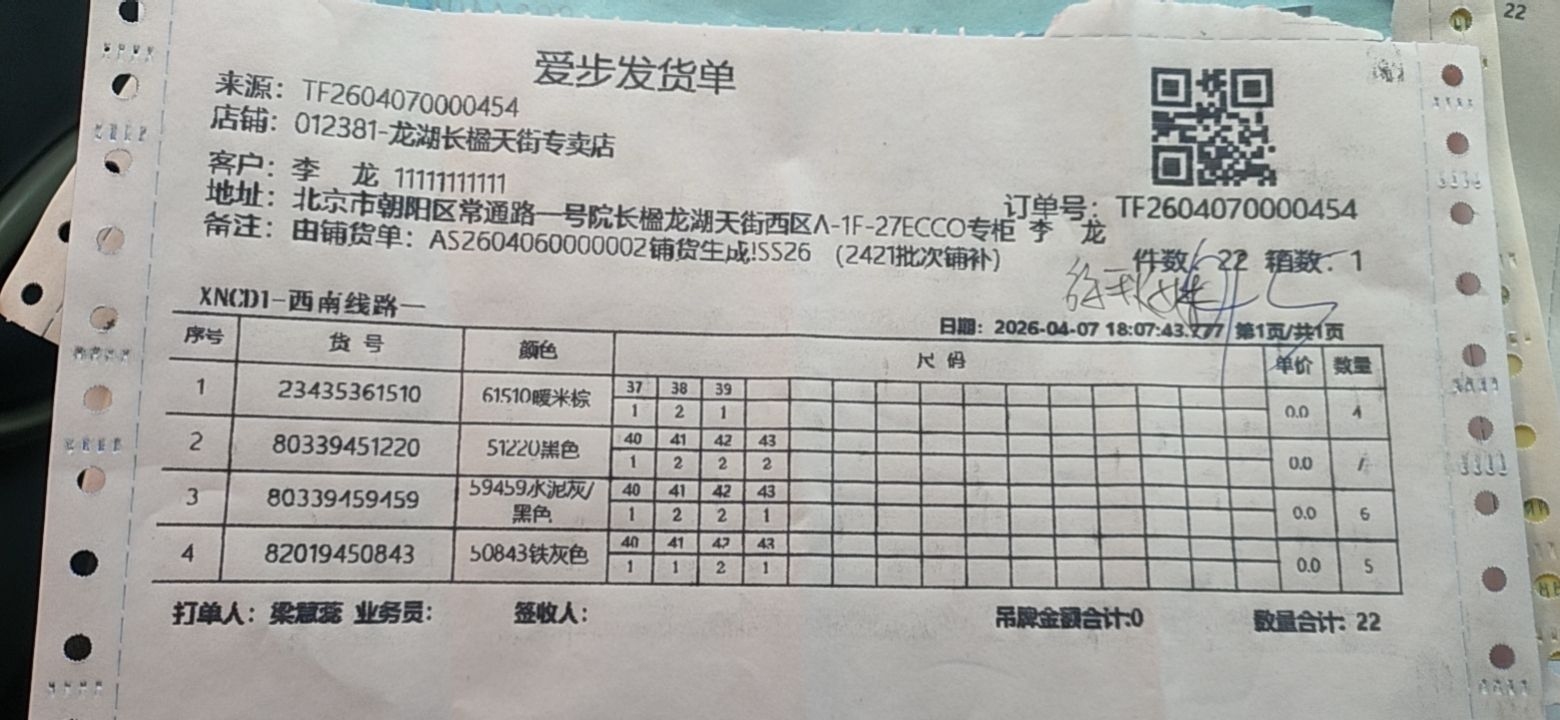 22
爱步发货单
来源：TF2604070000454
店铺：012381-龙湖长楹天街专卖店
客户：李 龙 11111111111
地址：北京市朝阳区常通路一号院长楹龙湖天街西区A-1F-27ECCO专柜 李 龙
订单号：TF2604070000454
备注：由铺货单：AS2604060000002铺货生成!SS26 (2421批次铺补)
件数：22 箱数：1
XNCD1-西南线路一
日期：2026-04-07 18:07:43.777 第1页/共1页
序号 货号 颜色 尺码 单价 数量
37 38 39
1 23435361510 61510暖米棕 0.0 4
1 2 1
40 41 42 43
2 80339451220 51220黑色 0.0
1 2 2 2
40 41 42 43
3 80339459459 59459水泥灰/黑色 0.0 6
1 2 2 1
40 41 42 43
4 82019450843 50843铁灰色 0.0 5
1 1 2 1
打单人：梁慧蕊 业务员： 签收人： 吊牌金额合计:0 数量合计：22